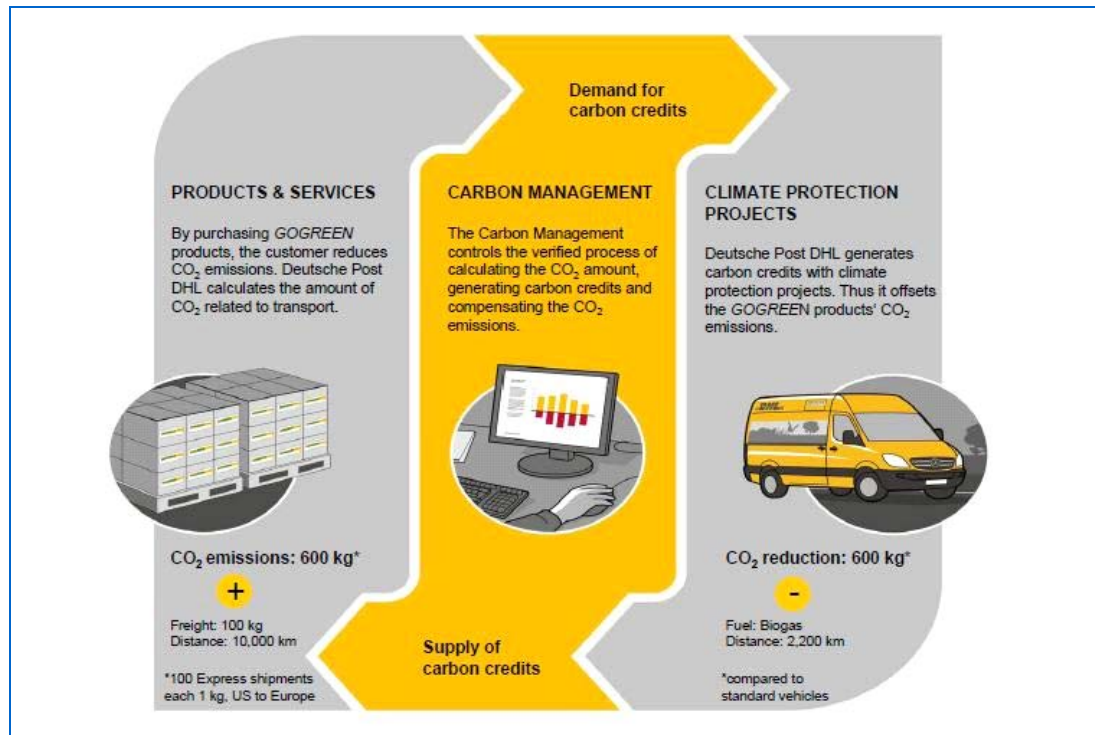 Demand for
carbon credits
PRODUCTS & SERVICES
By purchasing GOGREEN
products, the customer reduces
CO₂ emissions. Deutsche Post
DHL calculates the amount of
CO₂ related to transport.
CO₂ emissions: 600 kg*
+
Freight: 100 kg
Distance: 10,000 km
*100 Express shipments
each 1 kg, US to Europe
CARBON MANAGEMENT
The Carbon Management
controls the verified process of
calculating the CO₂ amount,
generating carbon credits and
compensating the CO₂
emissions.
Supply of
carbon credits
CLIMATE PROTECTION
PROJECTS
Deutsche Post DHL generates
carbon credits with climate
protection projects. Thus it offsets
the GOGREEN products' CO₂
emissions.
DHL
CO₂ reduction: 600 kg*
-
Fuel: Biogas
Distance: 2,200 km
*compared to
standard vehicles